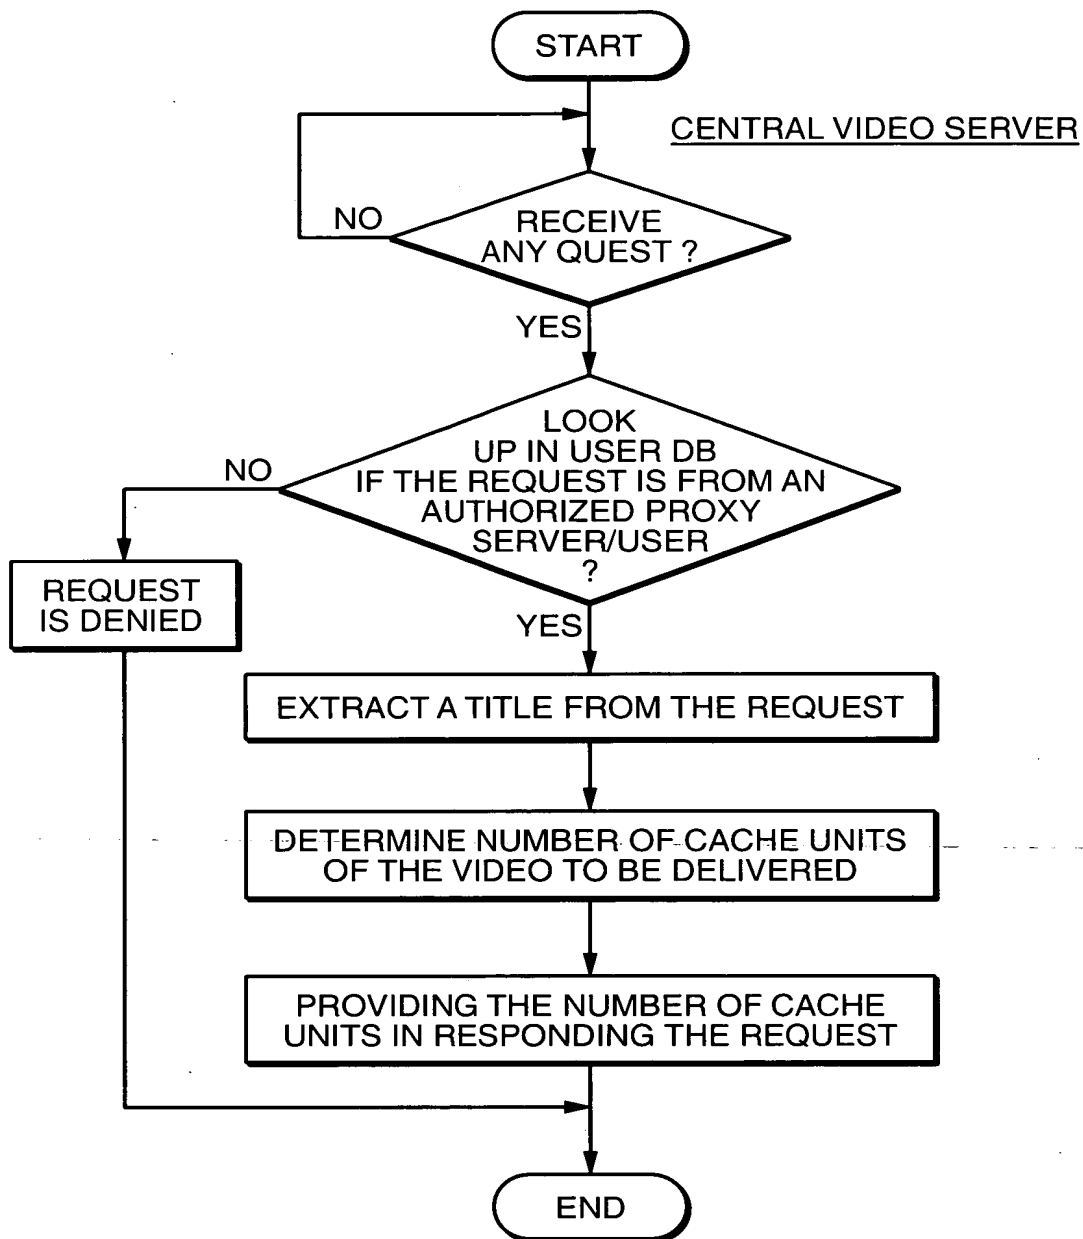 START
CENTRAL VIDEO SERVER
NO
RECEIVE
ANY QUEST ?
YES
LOOK
UP IN USER DB
IF THE REQUEST IS FROM AN
AUTHORIZED PROXY
SERVER/USER
?
NO
REQUEST
IS DENIED
YES
EXTRACT A TITLE FROM THE REQUEST
DETERMINE NUMBER OF CACHE UNITS
OF THE VIDEO TO BE DELIVERED
PROVIDING THE NUMBER OF CACHE
UNITS IN RESPONDING THE REQUEST
END